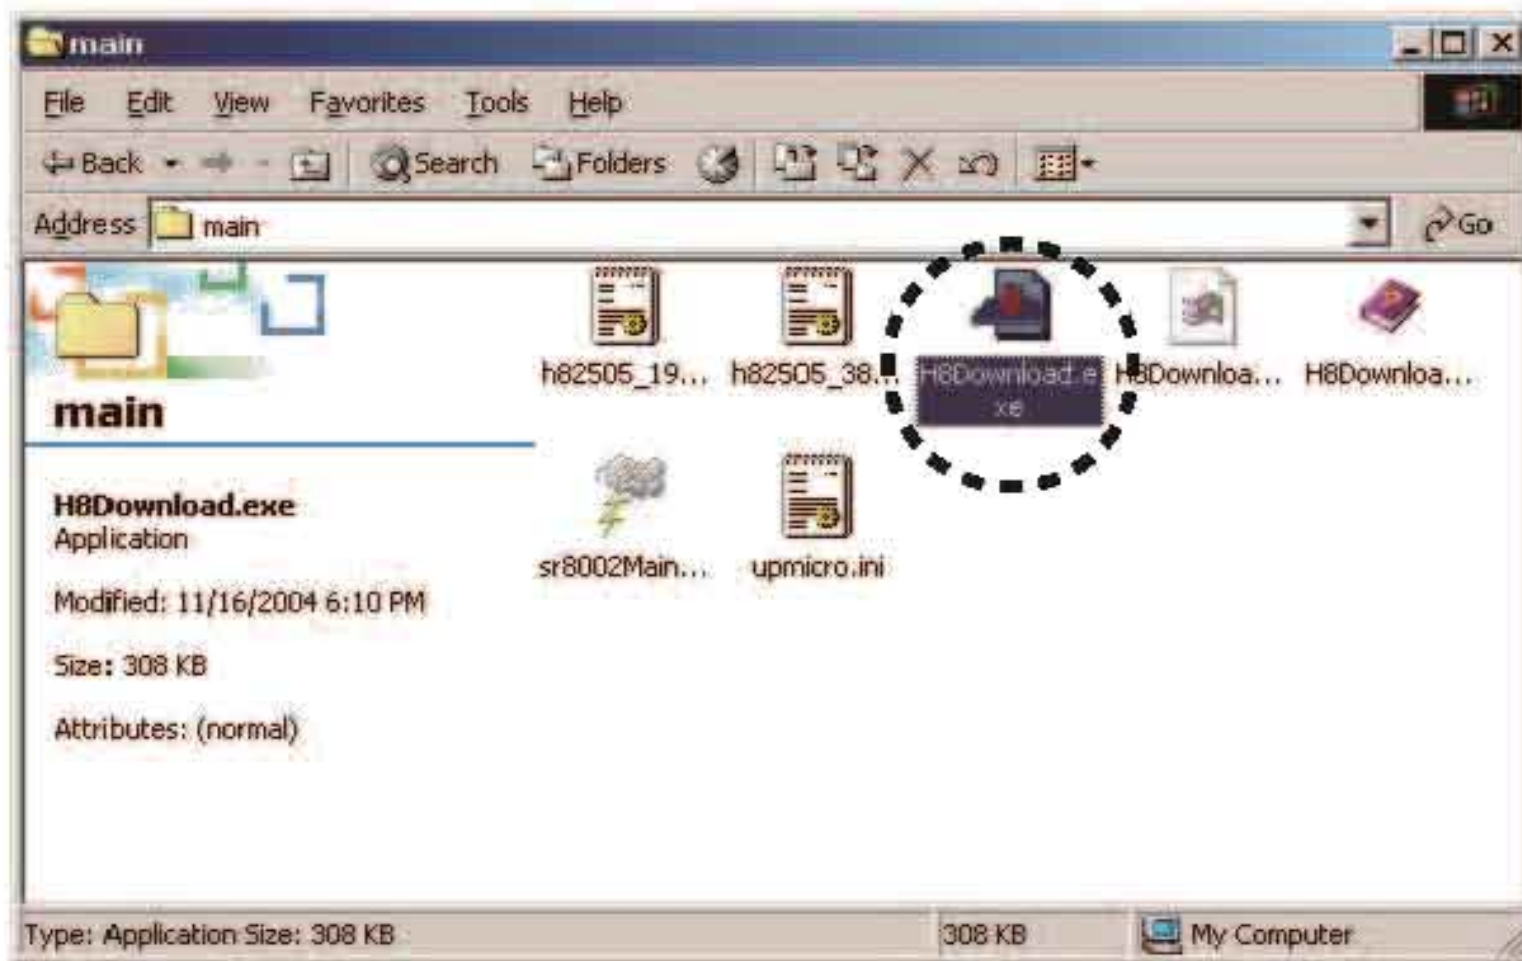 main
File Edit View Favorites Tools Help
Back Search Folders
Address main Go
main
H8Download.exe
Application
Modified: 11/16/2004 6:10 PM
Size: 308 KB
Attributes: (normal)
h82505_19... h82505_38... H8Download.e H8Downloa... H8Downloa...
xe
sr8002Main... upmicro.ini
Type: Application Size: 308 KB 308 KB My Computer